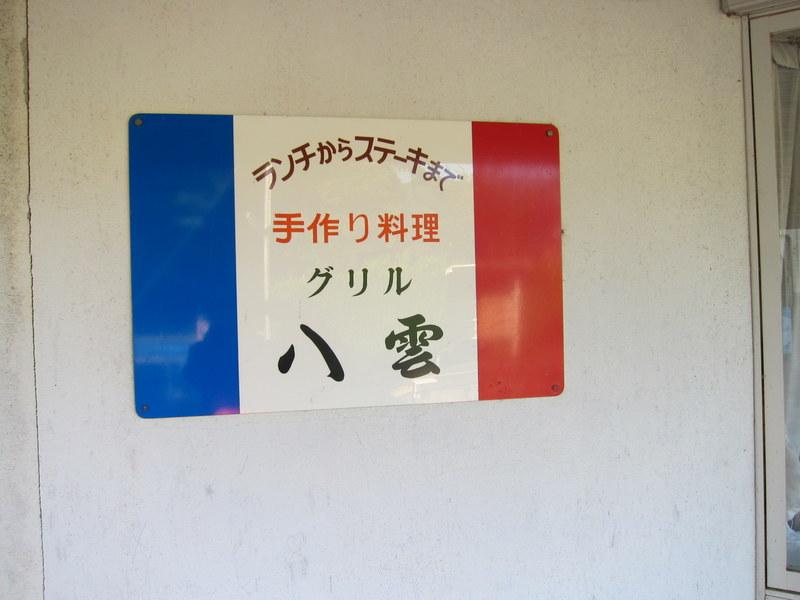 ランチからステーキまで
手作り料理
グリル
八雲